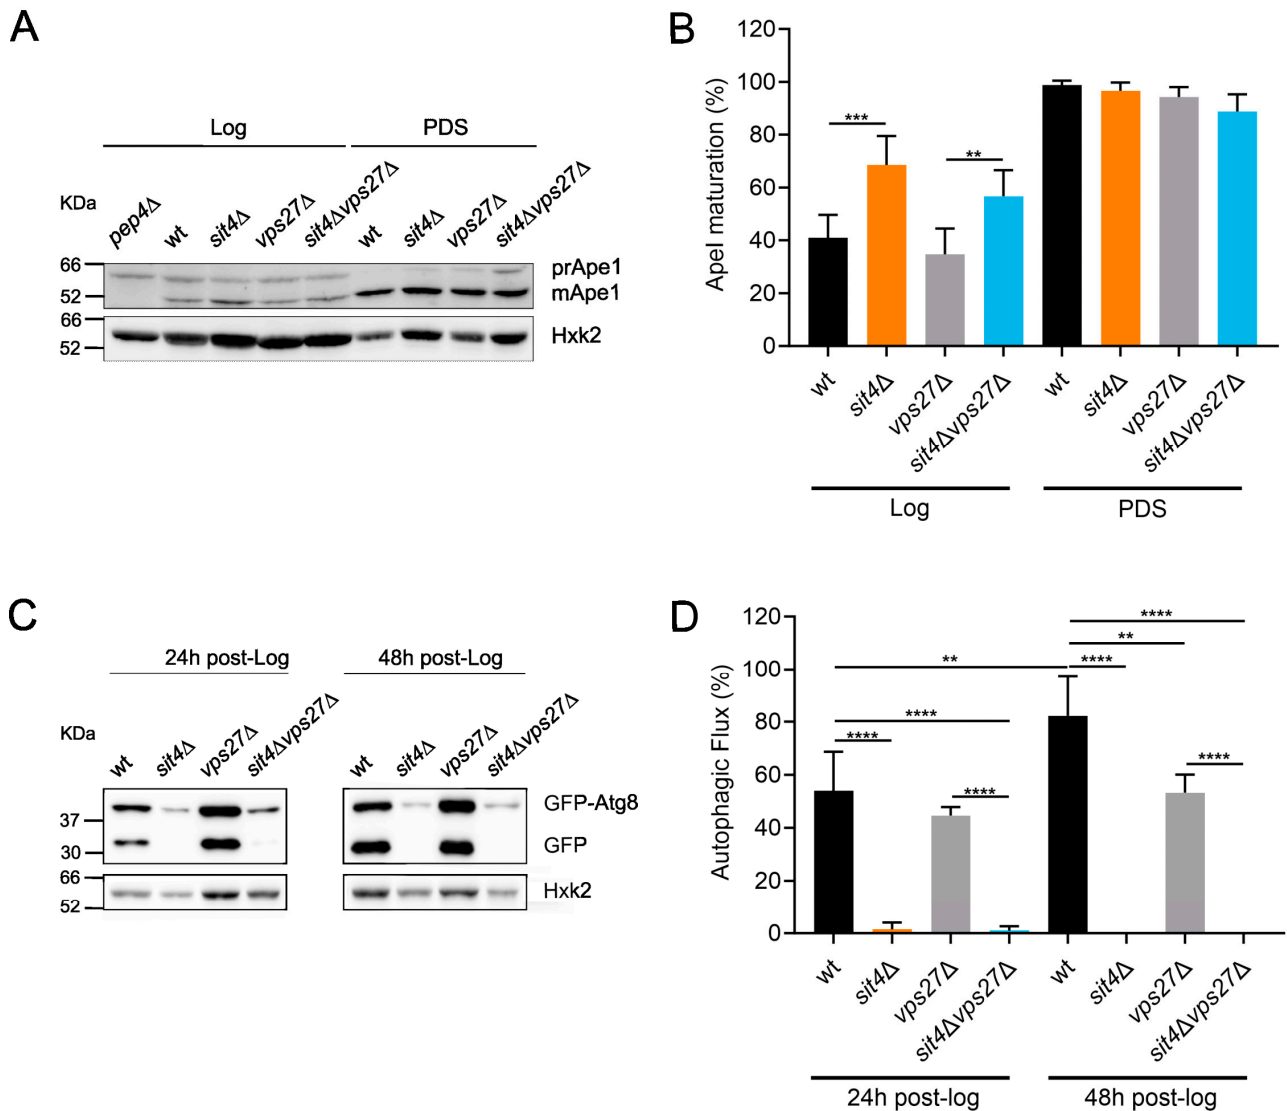 A
Log PDS
KDa
pep4Δ wt sit4Δ vps27Δ sit4Δvps27Δ wt sit4Δ vps27Δ sit4Δvps27Δ
66
52
66
52
prApe1
mApe1
Hxk2
B
ApeI maturation (%)
120
100
80
60
40
20
0
*** **
wt sit4Δ vps27Δ sit4Δvps27Δ wt sit4Δ vps27Δ sit4Δvps27Δ
Log PDS
C
24h post-Log 48h post-Log
KDa
wt sit4Δ vps27Δ sit4Δvps27Δ wt sit4Δ vps27Δ sit4Δvps27Δ
37
30
66
52
GFP-Atg8
GFP
Hxk2
D
Autophagic Flux (%)
120
100
80
60
40
20
0
****
**
** ****
****
**** ****
****
wt sit4Δ vps27Δ sit4Δvps27Δ wt sit4Δ vps27Δ sit4Δvps27Δ
24h post-log 48h post-log